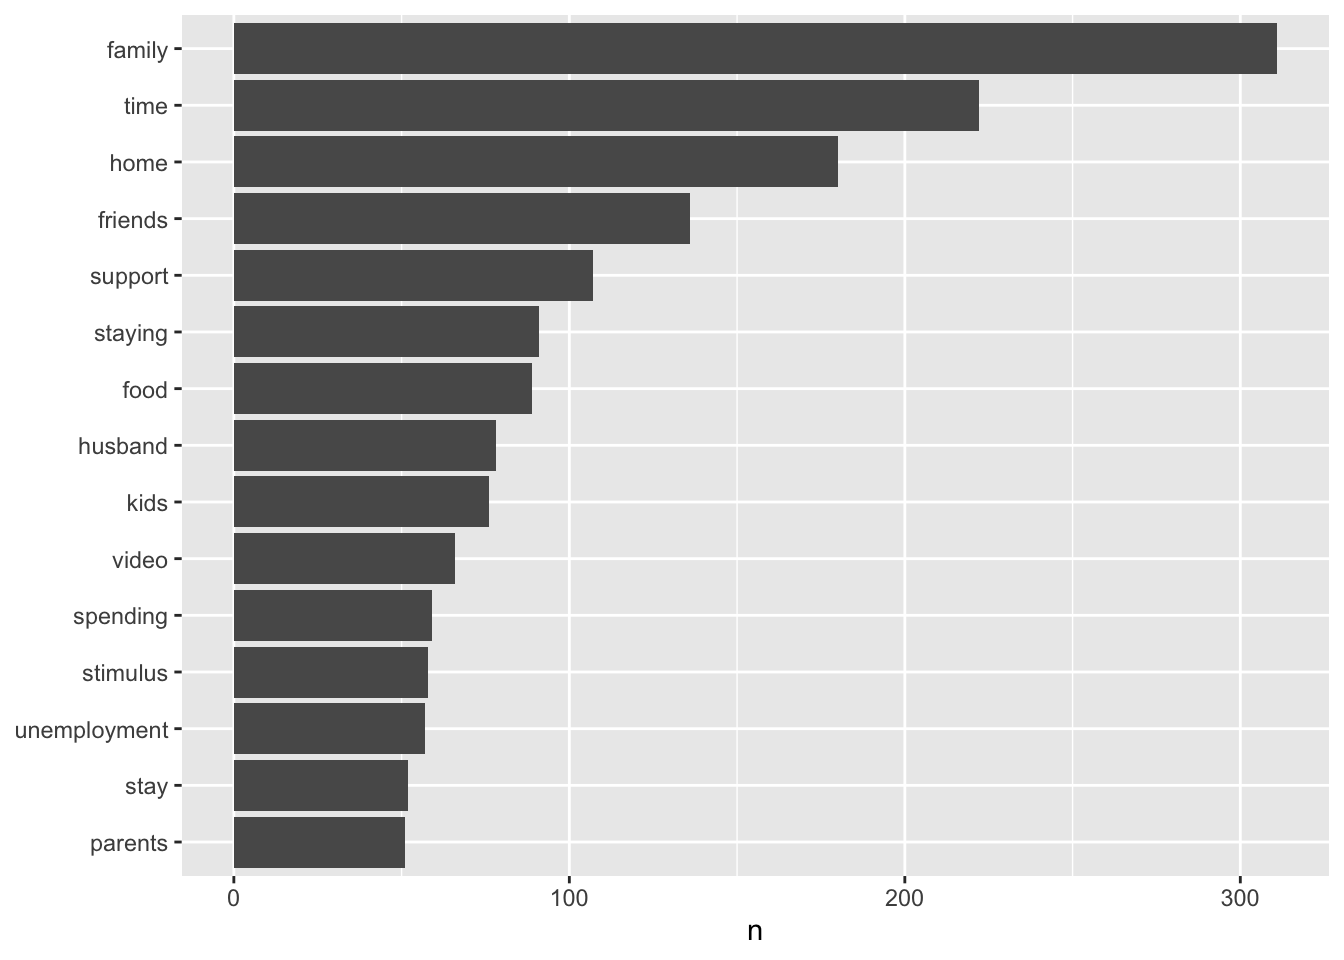 family
time
home
friends
support
staying
food
husband
kids
video
spending
stimulus
unemployment
stay
parents
0 100 200 300
n